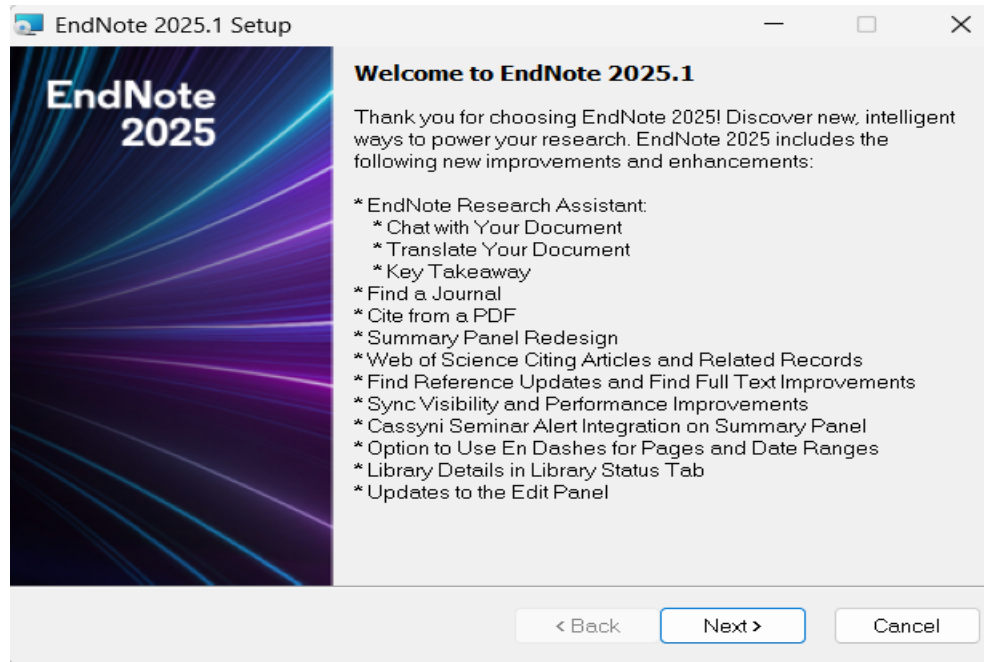 EndNote 2025.1 Setup
EndNote
2025
Welcome to EndNote 2025.1
Thank you for choosing EndNote 2025! Discover new, intelligent
ways to power your research. EndNote 2025 includes the
following new improvements and enhancements:
* EndNote Research Assistant:
* Chat with Your Document
* Translate Your Document
* Key Takeaway
* Find a Journal
* Cite from a PDF
* Summary Panel Redesign
* Web of Science Citing Articles and Related Records
* Find Reference Updates and Find Full Text Improvements
* Sync Visibility and Performance Improvements
* Cassyni Seminar Alert Integration on Summary Panel
* Option to Use En Dashes for Pages and Date Ranges
* Library Details in Library Status Tab
* Updates to the Edit Panel
< Back Next > Cancel